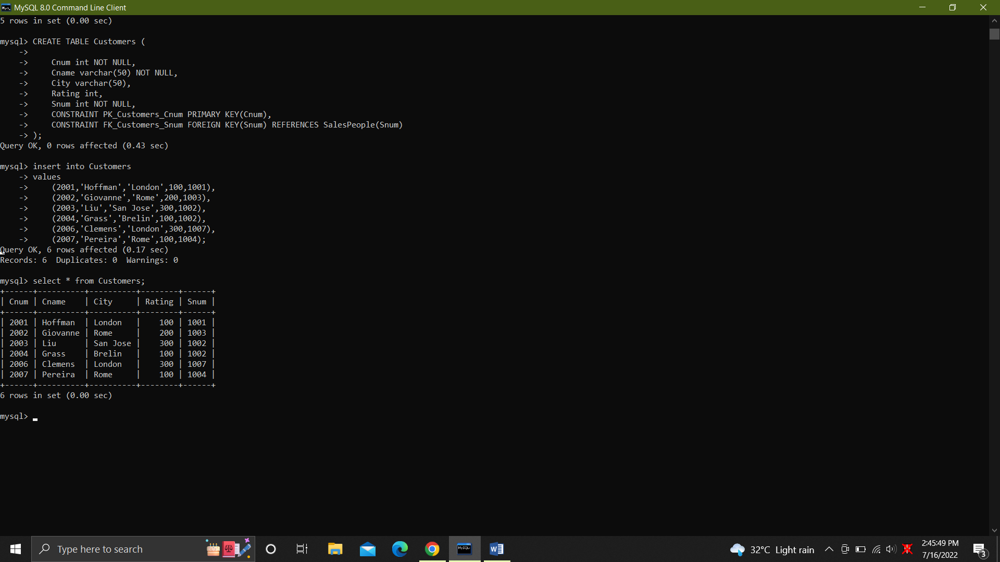 MySQL 8.0 Command Line Client
5 rows in set (0.00 sec)
mysql> CREATE TABLE Customers (
    ->
    ->     Cnum int NOT NULL,
    ->     Cname varchar(50) NOT NULL,
    ->     City varchar(50),
    ->     Rating int,
    ->     Snum int NOT NULL,
    ->     CONSTRAINT PK_Customers_Cnum PRIMARY KEY(Cnum),
    ->     CONSTRAINT FK_Customers_Snum FOREIGN KEY(Snum) REFERENCES SalesPeople(Snum)
    -> );
Query OK, 0 rows affected (0.43 sec)
mysql> insert into Customers
    -> values
    ->     (2001,'Hoffman','London',100,1001),
    ->     (2002,'Giovanne','Rome',200,1003),
    ->     (2003,'Liu','San Jose',300,1002),
    ->     (2004,'Grass','Brelin',100,1002),
    ->     (2006,'Clemens','London',300,1007),
    ->     (2007,'Pereira','Rome',100,1004);
Query OK, 6 rows affected (0.17 sec)
Records: 6  Duplicates: 0  Warnings: 0
mysql> select * from Customers;
+------+----------+----------+--------+------+
| Cnum | Cname    | City     | Rating | Snum |
+------+----------+----------+--------+------+
| 2001 | Hoffman  | London   |    100 | 1001 |
| 2002 | Giovanne | Rome     |    200 | 1003 |
| 2003 | Liu      | San Jose |    300 | 1002 |
| 2004 | Grass    | Brelin   |    100 | 1002 |
| 2006 | Clemens  | London   |    300 | 1007 |
| 2007 | Pereira  | Rome     |    100 | 1004 |
+------+----------+----------+--------+------+
6 rows in set (0.00 sec)
mysql>
Type here to search
32°C Light rain
2:45:49 PM
7/16/2022
3